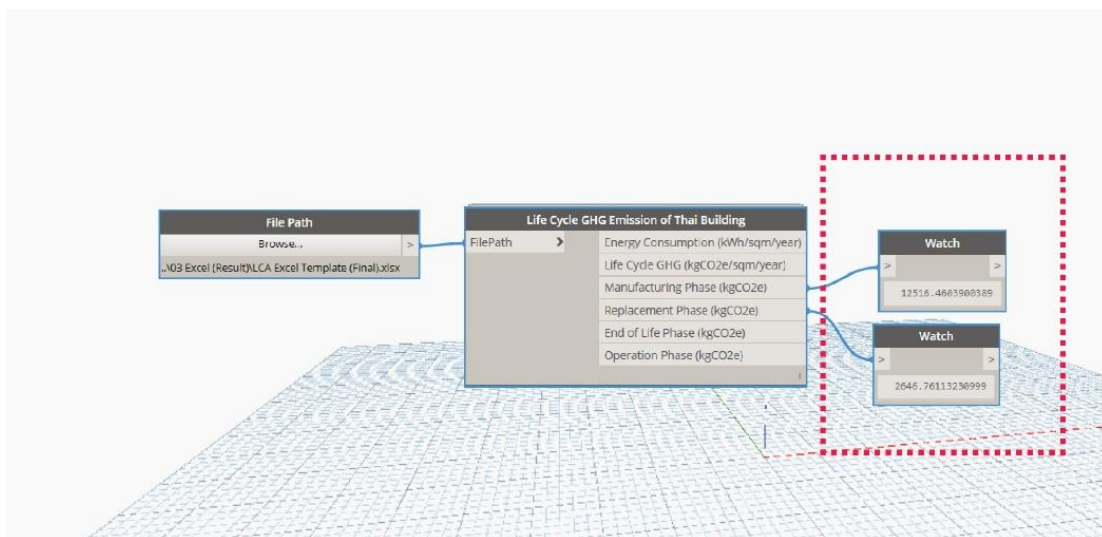 File Path
Browse...
>
..\03 Excel (Result)\LCA Excel Template (Final).xlsx
Life Cycle GHG Emission of Thai Building
FilePath >
Energy Consumption (kWh/sqm/year)
Life Cycle GHG (kgCO2e/sqm/year)
Manufacturing Phase (kgCO2e)
Replacement Phase (kgCO2e)
End of Life Phase (kgCO2e)
Operation Phase (kgCO2e)
Watch
> >
12516.4603900389
Watch
> >
2646.76113230999